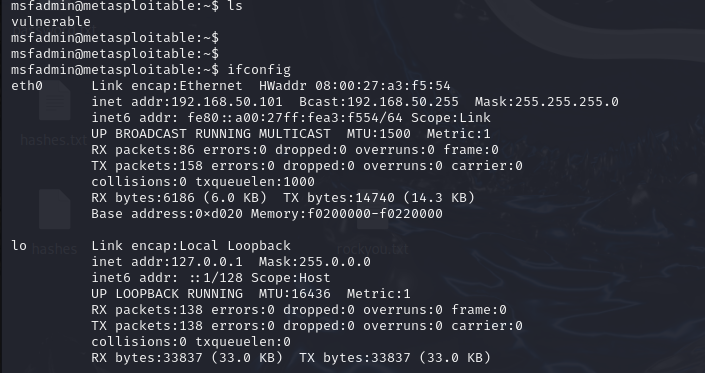 msfadmin@metasploitable:~$ ls
vulnerable
msfadmin@metasploitable:~$
msfadmin@metasploitable:~$
msfadmin@metasploitable:~$ ifconfig
eth0      Link encap:Ethernet  HWaddr 08:00:27:a3:f5:54
          inet addr:192.168.50.101  Bcast:192.168.50.255  Mask:255.255.255.0
          inet6 addr: fe80::a00:27ff:fea3:f554/64 Scope:Link
          UP BROADCAST RUNNING MULTICAST  MTU:1500  Metric:1
          RX packets:86 errors:0 dropped:0 overruns:0 frame:0
          TX packets:158 errors:0 dropped:0 overruns:0 carrier:0
          collisions:0 txqueuelen:1000
          RX bytes:6186 (6.0 KB)  TX bytes:14740 (14.3 KB)
          Base address:0xd020 Memory:f0200000-f0220000
lo        Link encap:Local Loopback
          inet addr:127.0.0.1  Mask:255.0.0.0
          inet6 addr: ::1/128 Scope:Host
          UP LOOPBACK RUNNING  MTU:16436  Metric:1
          RX packets:138 errors:0 dropped:0 overruns:0 frame:0
          TX packets:138 errors:0 dropped:0 overruns:0 carrier:0
          collisions:0 txqueuelen:0
          RX bytes:33837 (33.0 KB)  TX bytes:33837 (33.0 KB)
hashes.txt
hashes